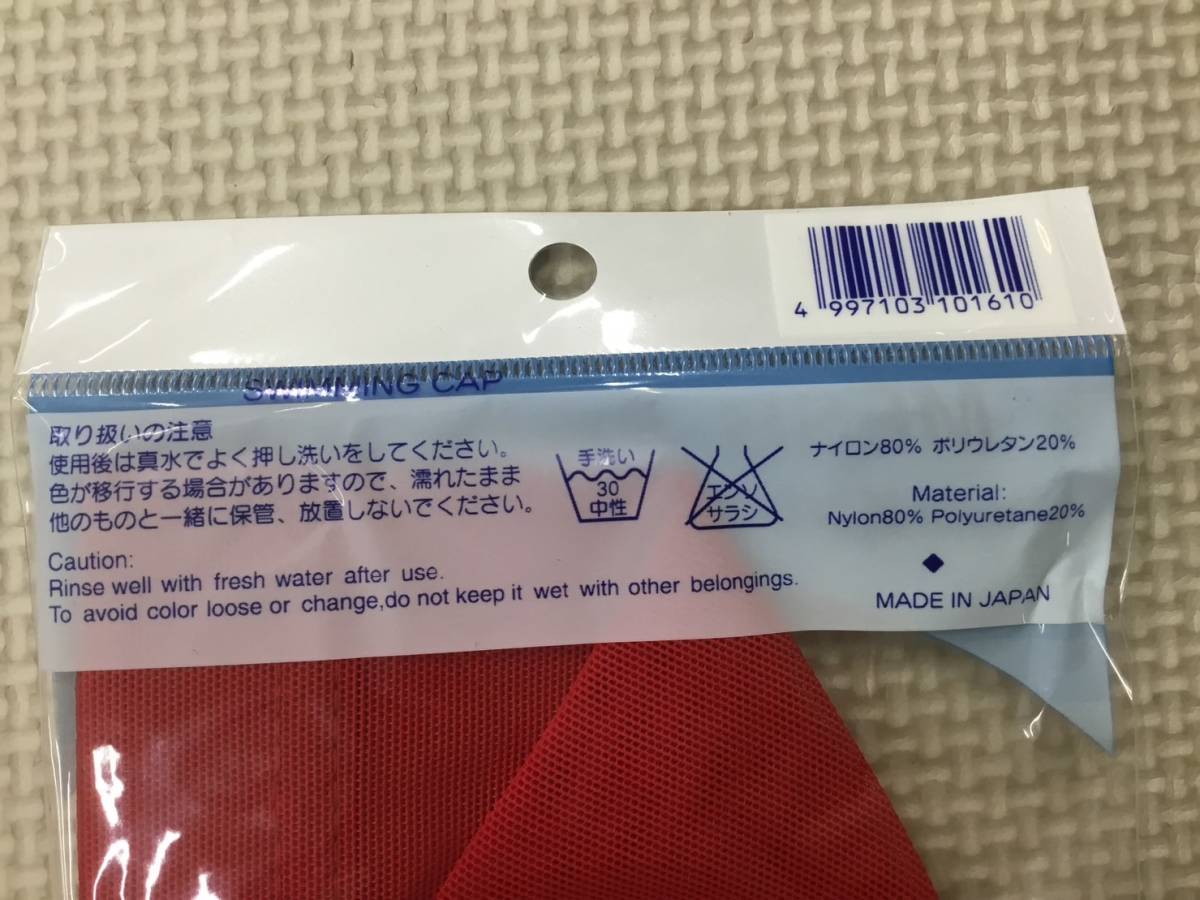 4 997103 101610
SWIMMING CAP
取り扱いの注意
使用後は真水でよく押し洗いをしてください。
色が移行する場合がありますので、濡れたまま
他のものと一緒に保管、放置しないでください。
手洗い
30
中性
エンソ
サラシ
ナイロン80% ポリウレタン20%
Material:
Nylon80% Polyuretane20%
Caution:
Rinse well with fresh water after use.
To avoid color loose or change,do not keep it wet with other belongings.
MADE IN JAPAN